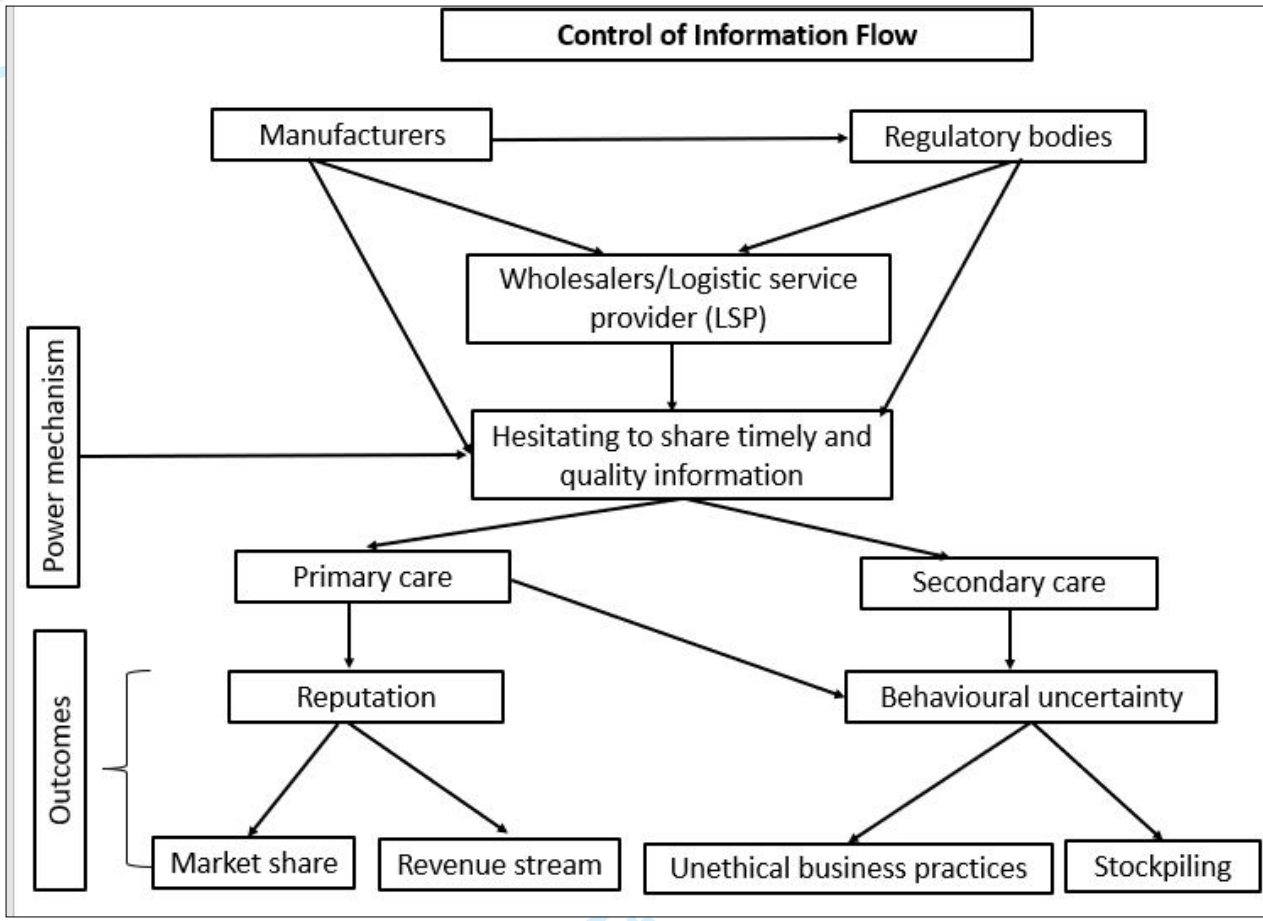 Control of Information Flow
Manufacturers
Regulatory bodies
Wholesalers/Logistic service
provider (LSP)
Power mechanism
Hesitating to share timely and
quality information
Primary care
Secondary care
Outcomes
Reputation
Behavioural uncertainty
Market share
Revenue stream
Unethical business practices
Stockpiling